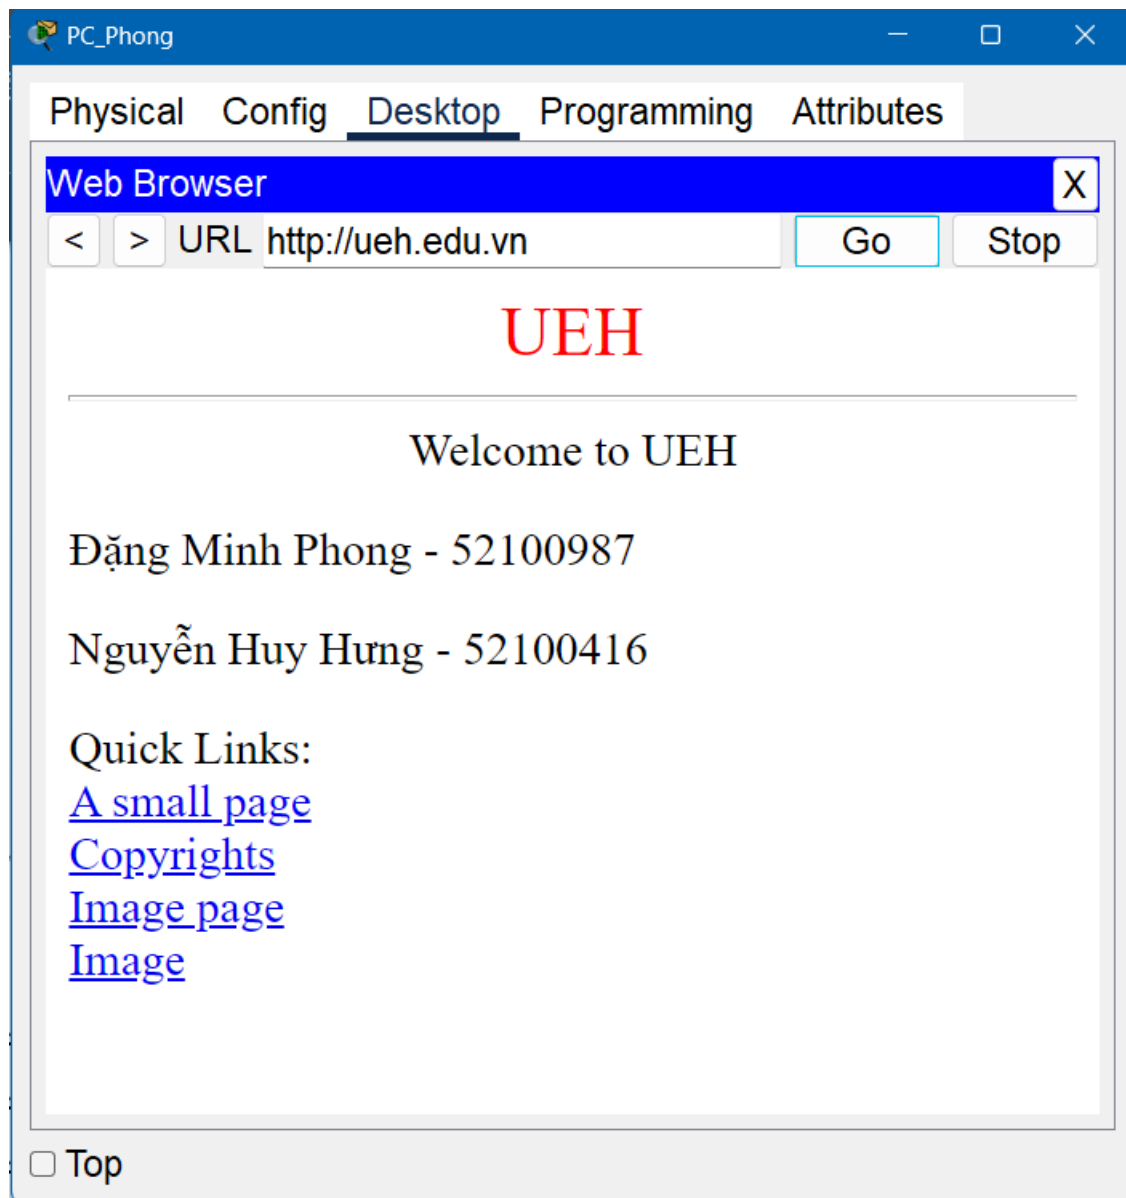 PC_Phong
Physical Config Desktop Programming Attributes
Web Browser X
< > URL http://ueh.edu.vn Go Stop
UEH
Welcome to UEH
Đặng Minh Phong - 52100987
Nguyễn Huy Hưng - 52100416
Quick Links:
A small page
Copyrights
Image page
Image
Top